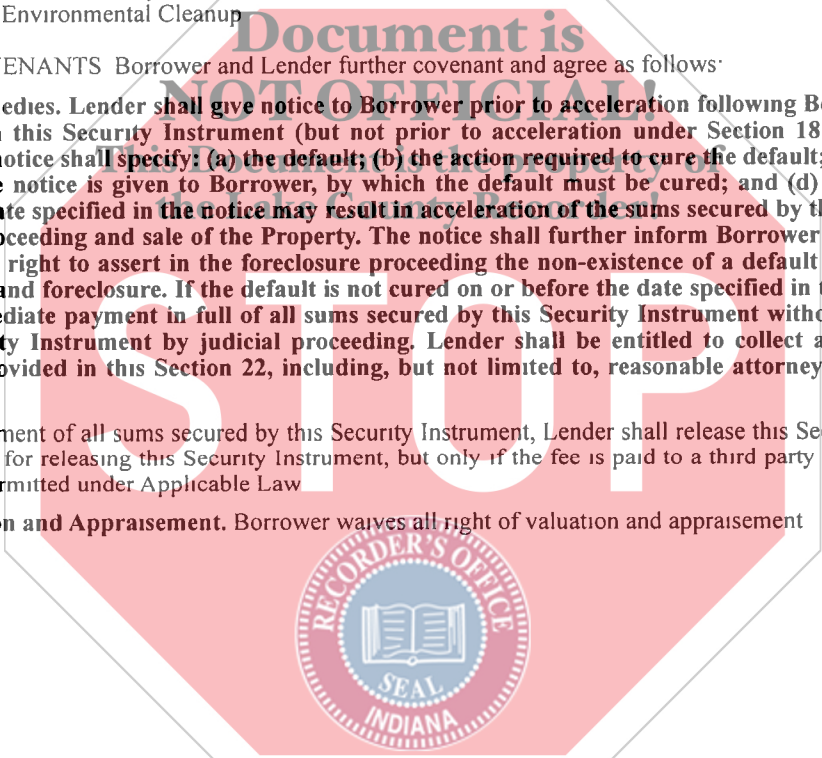 Environmental Cleanup
Document is
ENANTS Borrower and Lender further covenant and agree as follows·
NOT OFFICIAL!
edies. Lender shall give notice to Borrower prior to acceleration following B
this Security Instrument (but not prior to acceleration under Section 18
otice shall specify: (a) the default; (b) the action required to cure the default;
This Document is the property of
notice is given to Borrower, by which the default must be cured; and (d)
ate specified in the notice may result in acceleration of the sums secured by th
the Lake County Recorder!
oceeding and sale of the Property. The notice shall further inform Borrower
right to assert in the foreclosure proceeding the non-existence of a default
and foreclosure. If the default is not cured on or before the date specified in t
ediate payment in full of all sums secured by this Security Instrument witho
ty Instrument by judicial proceeding. Lender shall be entitled to collect a
ovided in this Section 22, including, but not limited to, reasonable attorney
STOP
ment of all sums secured by this Security Instrument, Lender shall release this Se
for releasing this Security Instrument, but only if the fee is paid to a third party
rmitted under Applicable Law
n and Appraisement. Borrower waives all right of valuation and appraisement
RECORDER'S OFFICE
SEAL
INDIANA